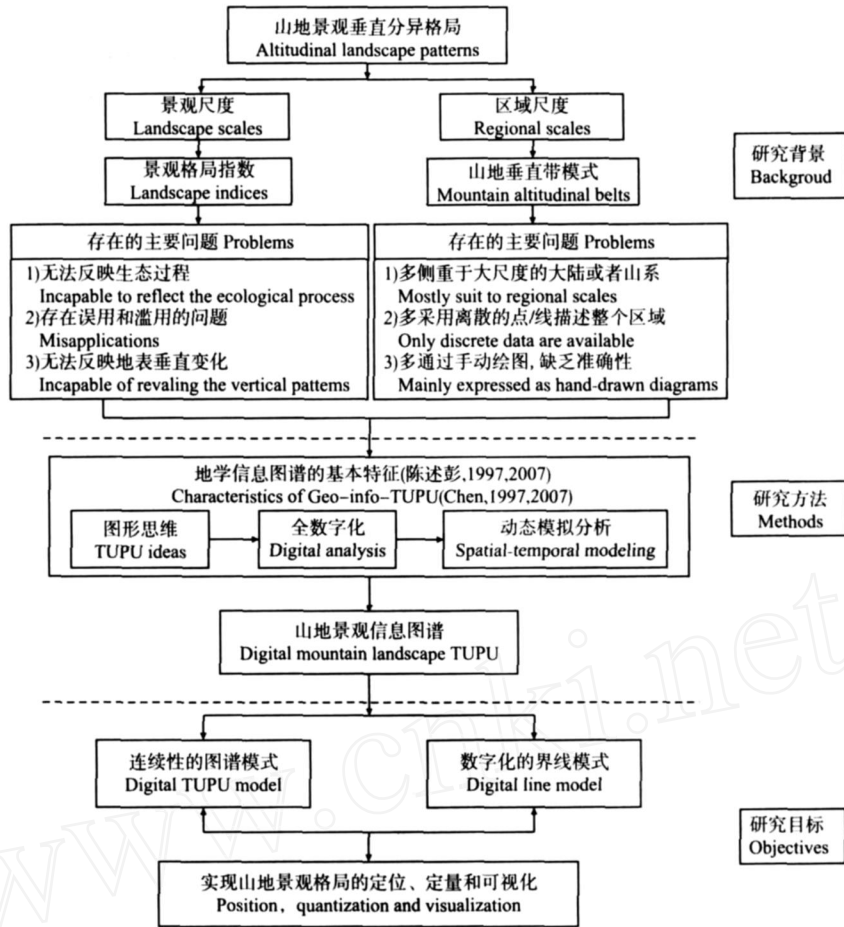 山地景观垂直分异格局
Altitudinal landscape patterns
景观尺度
Landscape scales
区域尺度
Regional scales
景观格局指数
Landscape indices
山地垂直带模式
Mountain altitudinal belts
研究背景
Backgroud
存在的主要问题 Problems
1)无法反映生态过程
Incapable to reflect the ecological process
2)存在误用和滥用的问题
Misapplications
3)无法反映地表垂直变化
Incapable of revaling the vertical pattems
存在的主要问题 Problems
1)多侧重于大尺度的大陆或者山系
Mostly suit to regional scales
2)多采用离散的点/线描述整个区域
Only discrete data are available
3)多通过手动绘图,缺乏准确性
Mainly expressed as hand-drawn diagrams
地学信息图谱的基本特征(陈述彭,1997,2007)
Characteristics of Geo-info-TUPU(Chen,1997,2007)
图形思维
TUPU ideas
全数字化
Digital analysis
动态模拟分析
Spatial-temporal modeling
研究方法
Methods
山地景观信息图谱
Digital mountain landscape TUPU
连续性的图谱模式
Digital TUPU model
数字化的界线模式
Digital line model
研究目标
Objectives
实现山地景观格局的定位、定量和可视化
Position, quantization and visualization
www.cnki.net